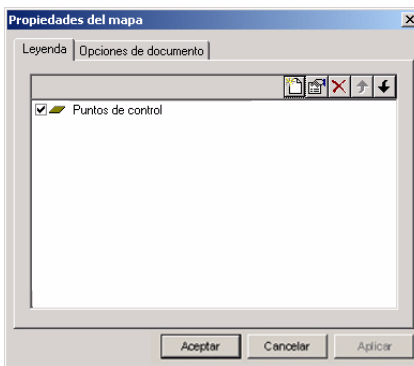 Propiedades del mapa
Leyenda Opciones de documento
Puntos de control
Aceptar Cancelar Aplicar